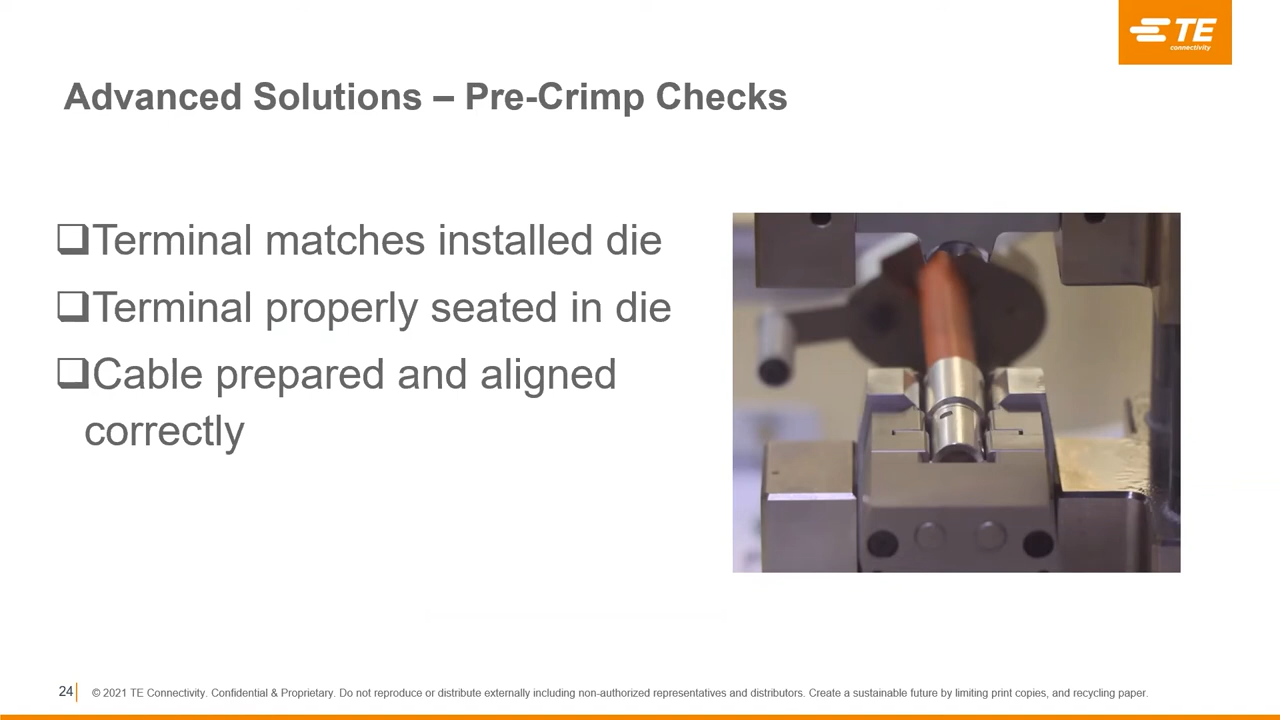 TE
connectivity
Advanced Solutions – Pre-Crimp Checks
❑Terminal matches installed die
❑Terminal properly seated in die
❑Cable prepared and aligned
correctly
24
© 2021 TE Connectivity. Confidential & Proprietary. Do not reproduce or distribute externally including non-authorized representatives and distributors. Create a sustainable future by limiting print copies, and recycling paper.